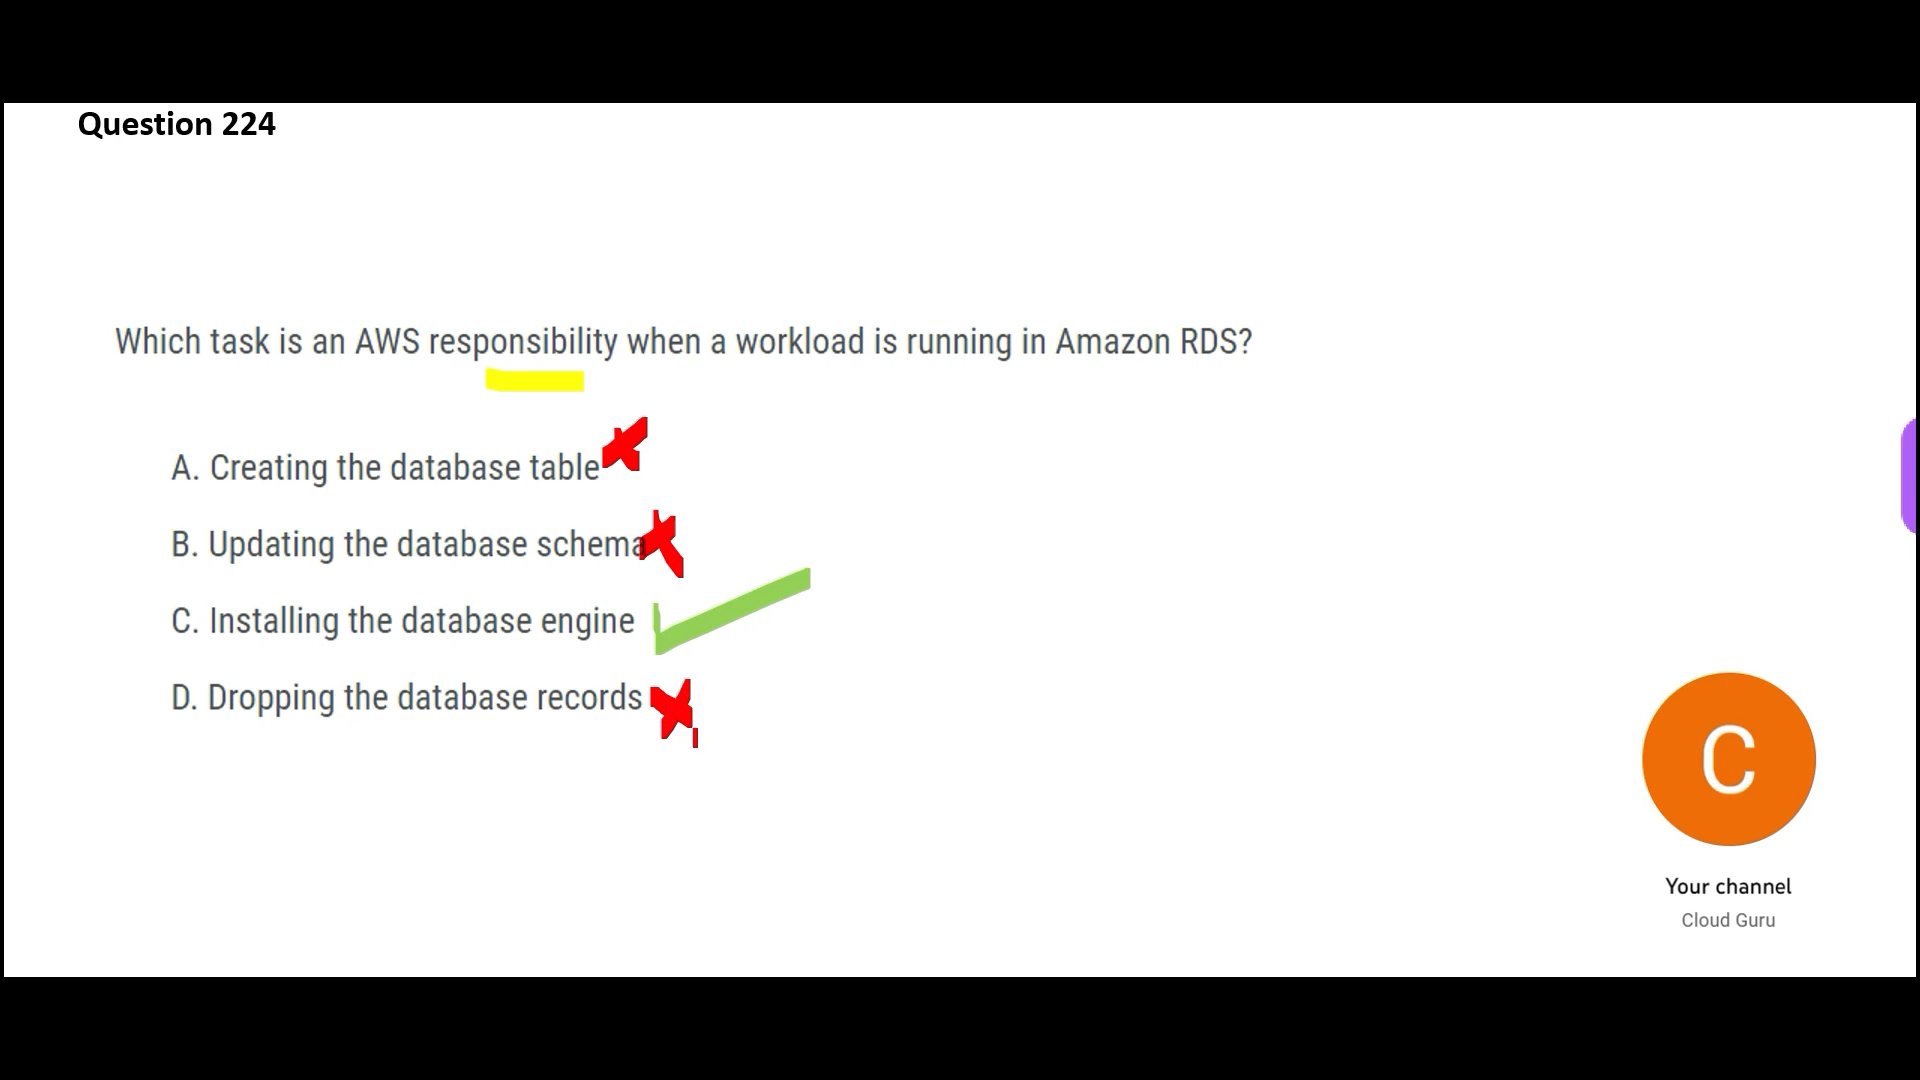 Question 224
Which task is an AWS responsibility when a workload is running in Amazon RDS?
A. Creating the database table
B. Updating the database schema
C. Installing the database engine
D. Dropping the database records
C
Your channel
Cloud Guru